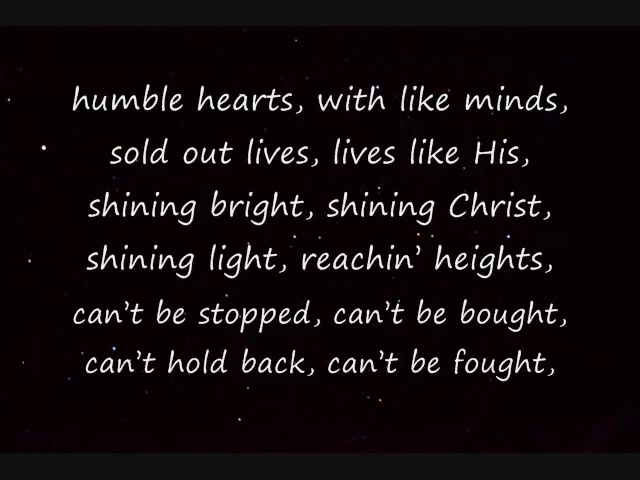 humble hearts, with like minds,
sold out lives, lives like His,
shining bright, shining Christ,
shining light, reachin’ heights,
can’t be stopped, can’t be bought,
can’t hold back, can’t be fought,